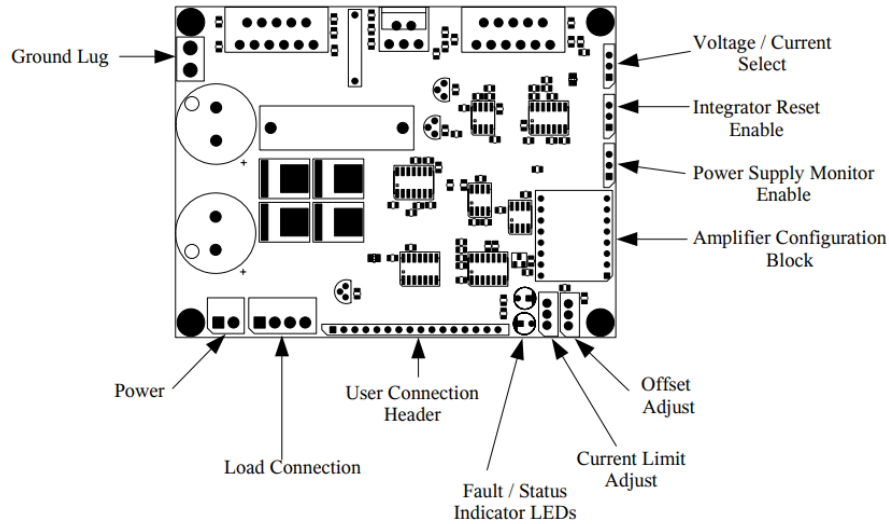 Ground Lug
Voltage / Current
Select
Integrator Reset
Enable
Power Supply Monitor
Enable
Amplifier Configuration
Block
+
+
Power
Load Connection
User Connection
Header
Fault / Status
Indicator LEDs
Current Limit
Adjust
Offset
Adjust